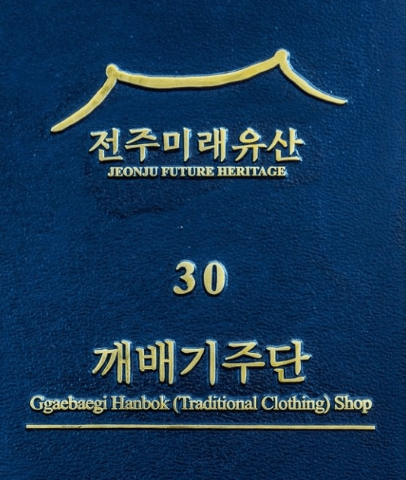 전주미래유산
JEONJU FUTURE HERITAGE
30
깨배기주단
Ggaebaegi Hanbok (Traditional Clothing) Shop